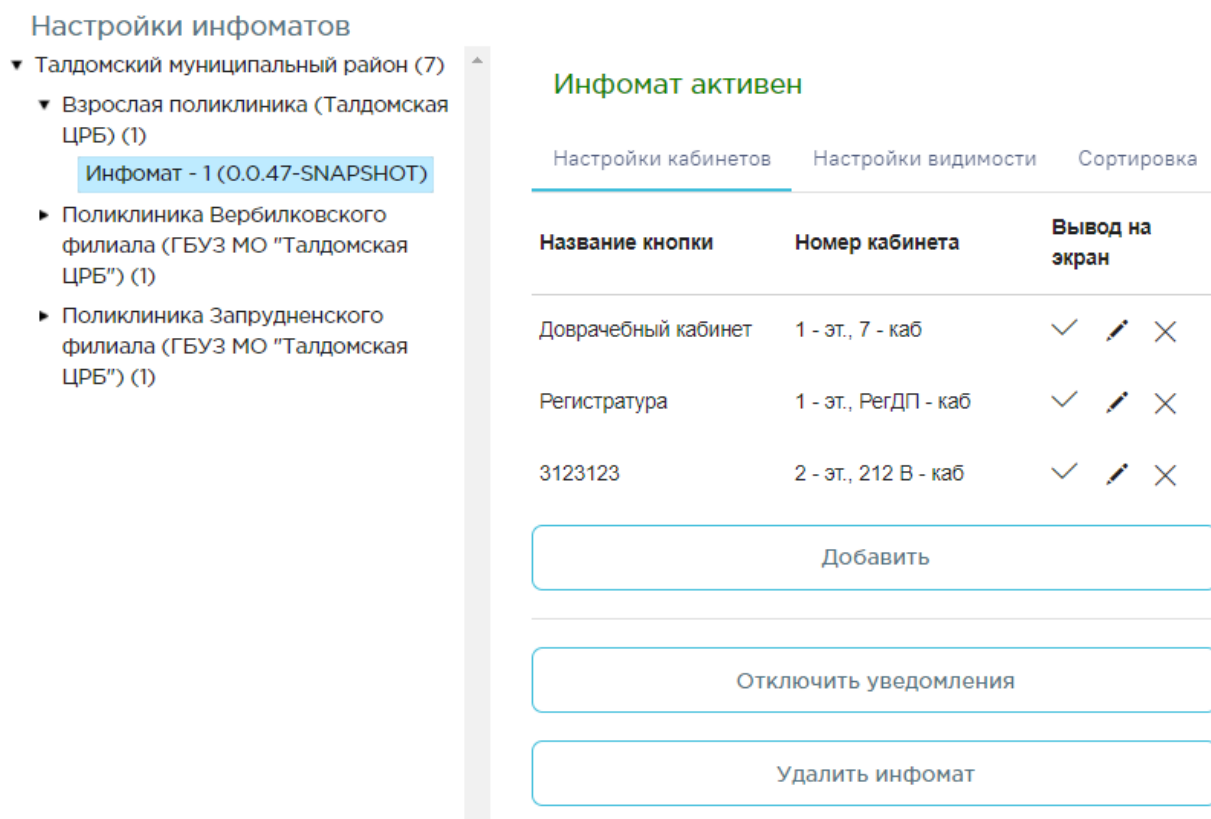 Настройки инфоматов
Талдомский муниципальный район (7)
Взрослая поликлиника (Талдомская
ЦРБ) (1)
Инфомат - 1 (0.0.47-SNAPSHOT)
Поликлиника Вербилковского
филиала (ГБУЗ МО "Талдомская
ЦРБ") (1)
Поликлиника Запрудненского
филиала (ГБУЗ МО "Талдомская
ЦРБ") (1)
Инфомат активен
Настройки кабинетов Настройки видимости Сортировка
Название кнопки Номер кабинета Вывод на
экран
Доврачебный кабинет 1 - эт., 7 - каб
Регистратура 1 - эт., РегДП - каб
3123123 2 - эт., 212 В - каб
Добавить
Отключить уведомления
Удалить инфомат